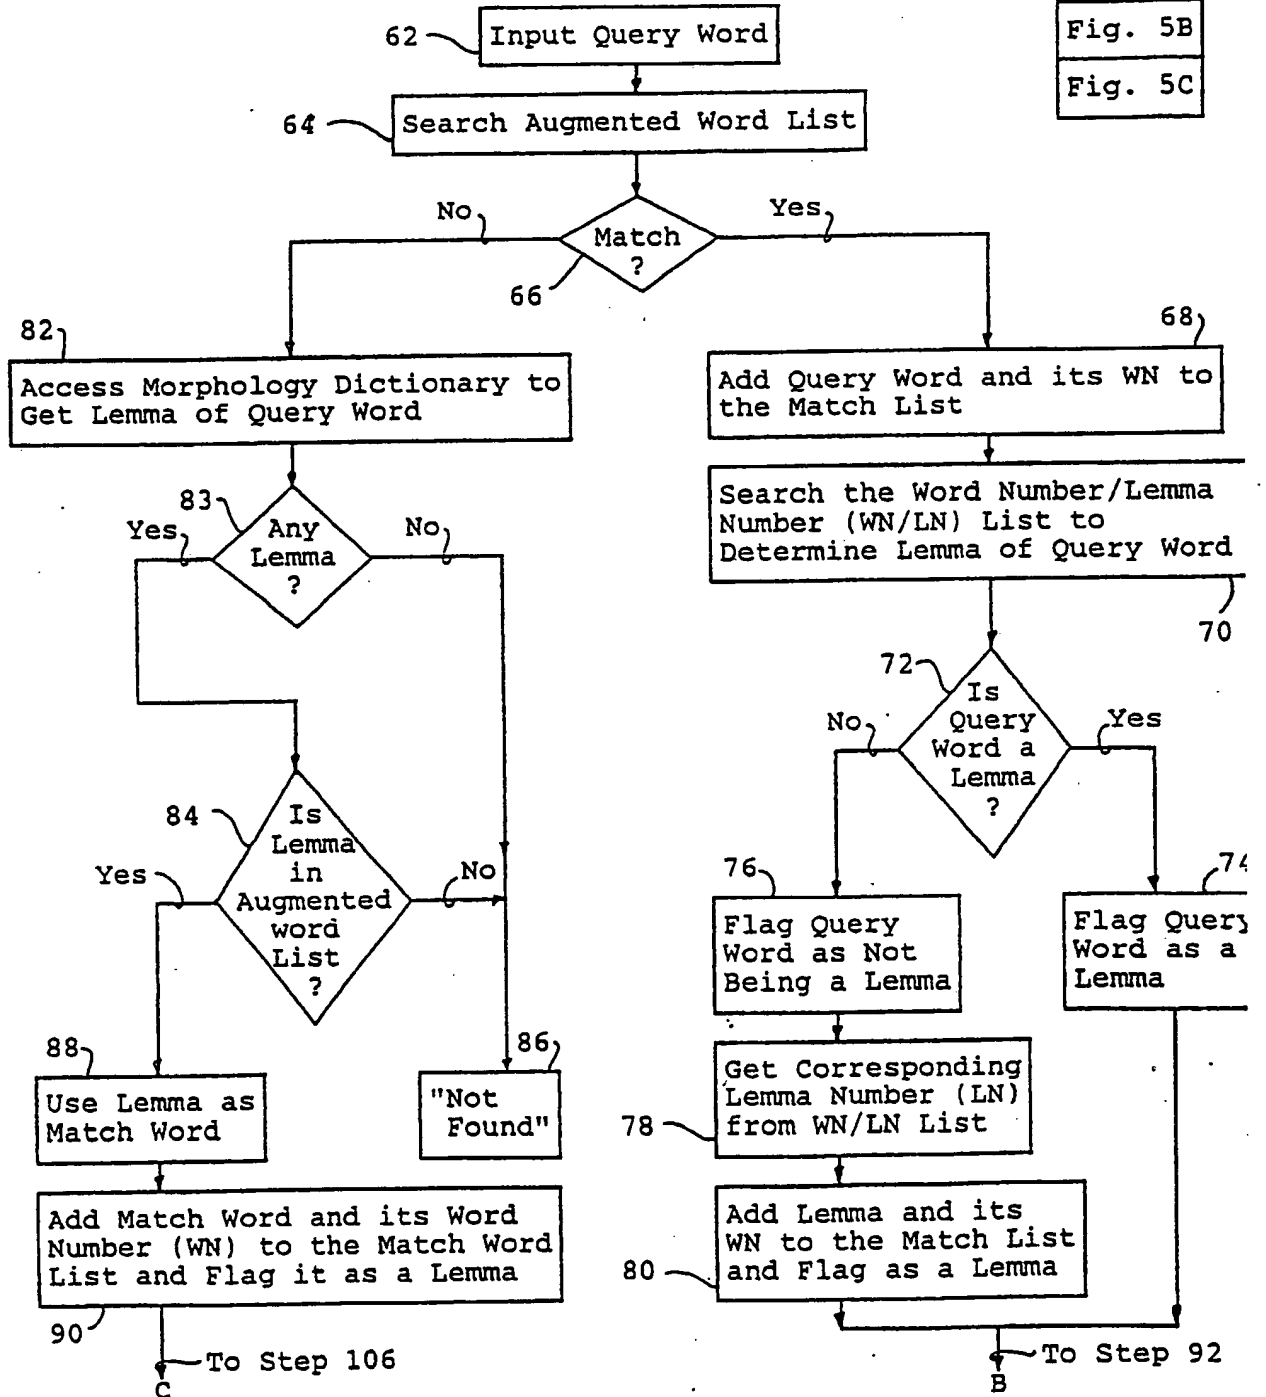 62
Input Query Word
Fig. 5B
Fig. 5C
64
Search Augmented Word List
No
Yes
Match
?
66
82
Access Morphology Dictionary to
Get Lemma of Query Word
68
Add Query Word and its WN to
the Match List
Search the Word Number/Lemma
Number (WN/LN) List to
Determine Lemma of Query Word
70
83
Yes
No
Any
Lemma
?
72
No
Yes
Is
Query
Word a
Lemma
?
84
Yes
No
Is
Lemma
in
Augmented
word
List
?
76
Flag Query
Word as Not
Being a Lemma
74
Flag Query
Word as a
Lemma
88
Use Lemma as
Match Word
86
"Not
Found"
78
Get Corresponding
Lemma Number (LN)
from WN/LN List
90
Add Match Word and its Word
Number (WN) to the Match Word
List and Flag it as a Lemma
80
Add Lemma and its
WN to the Match List
and Flag as a Lemma
To Step 106
C
To Step 92
B